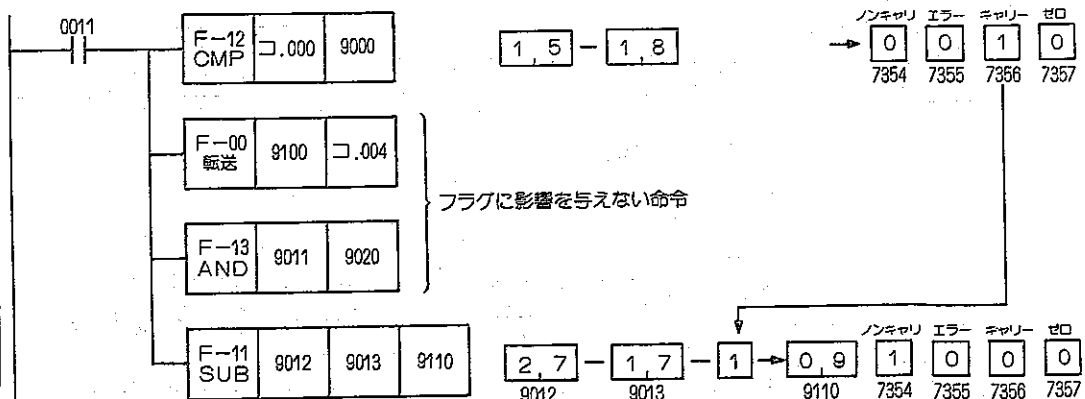 0011
F-12 CMP コ.000 9000
1,5 - 1,8 → 0 0 1 0
ノンキャリ エラー キャリー ゼロ
7354 7355 7356 7357
F-00 転送 9100 コ.004
フラグに影響を与えない命令
F-13 AND 9011 9020
F-11 SUB 9012 9013 9110
2,7 - 1,7 - 1 → 0,9 1 0 0 0
ノンキャリ エラー キャリー ゼロ
9012 9013 9110 7354 7355 7356 7357